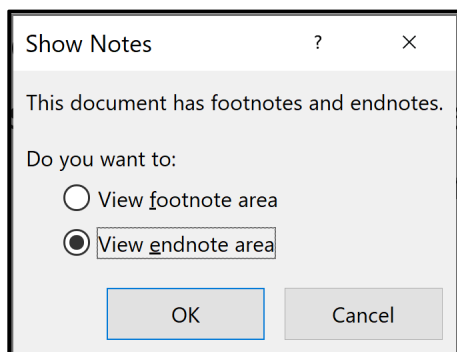 Show Notes ?
This document has footnotes and endnotes.
Do you want to:
View footnote area
View endnote area
OK Cancel